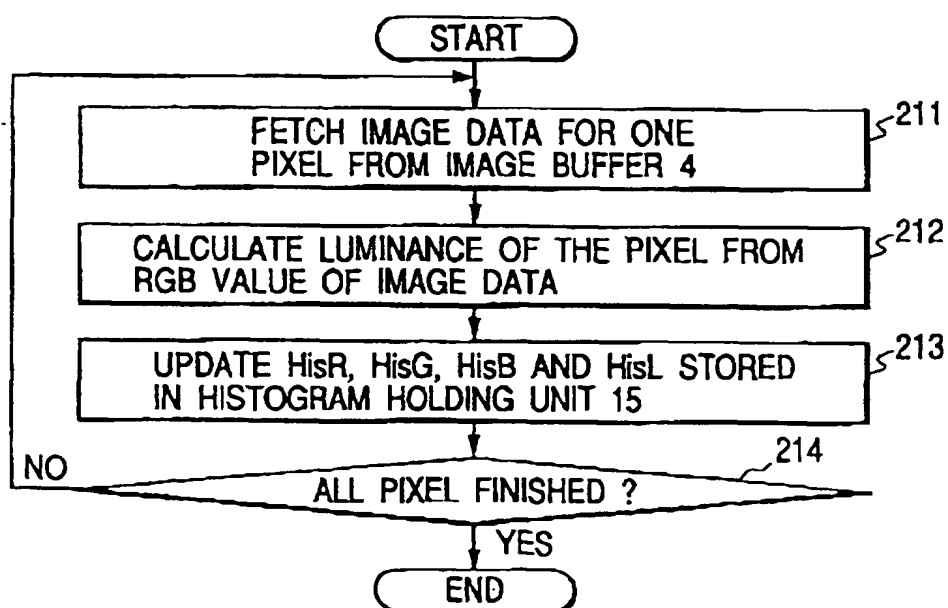 START
211
FETCH IMAGE DATA FOR ONE
PIXEL FROM IMAGE BUFFER 4
212
CALCULATE LUMINANCE OF THE PIXEL FROM
RGB VALUE OF IMAGE DATA
213
UPDATE HisR, HisG, HisB AND HisL STORED
IN HISTOGRAM HOLDING UNIT 15
214
NO
ALL PIXEL FINISHED ?
YES
END